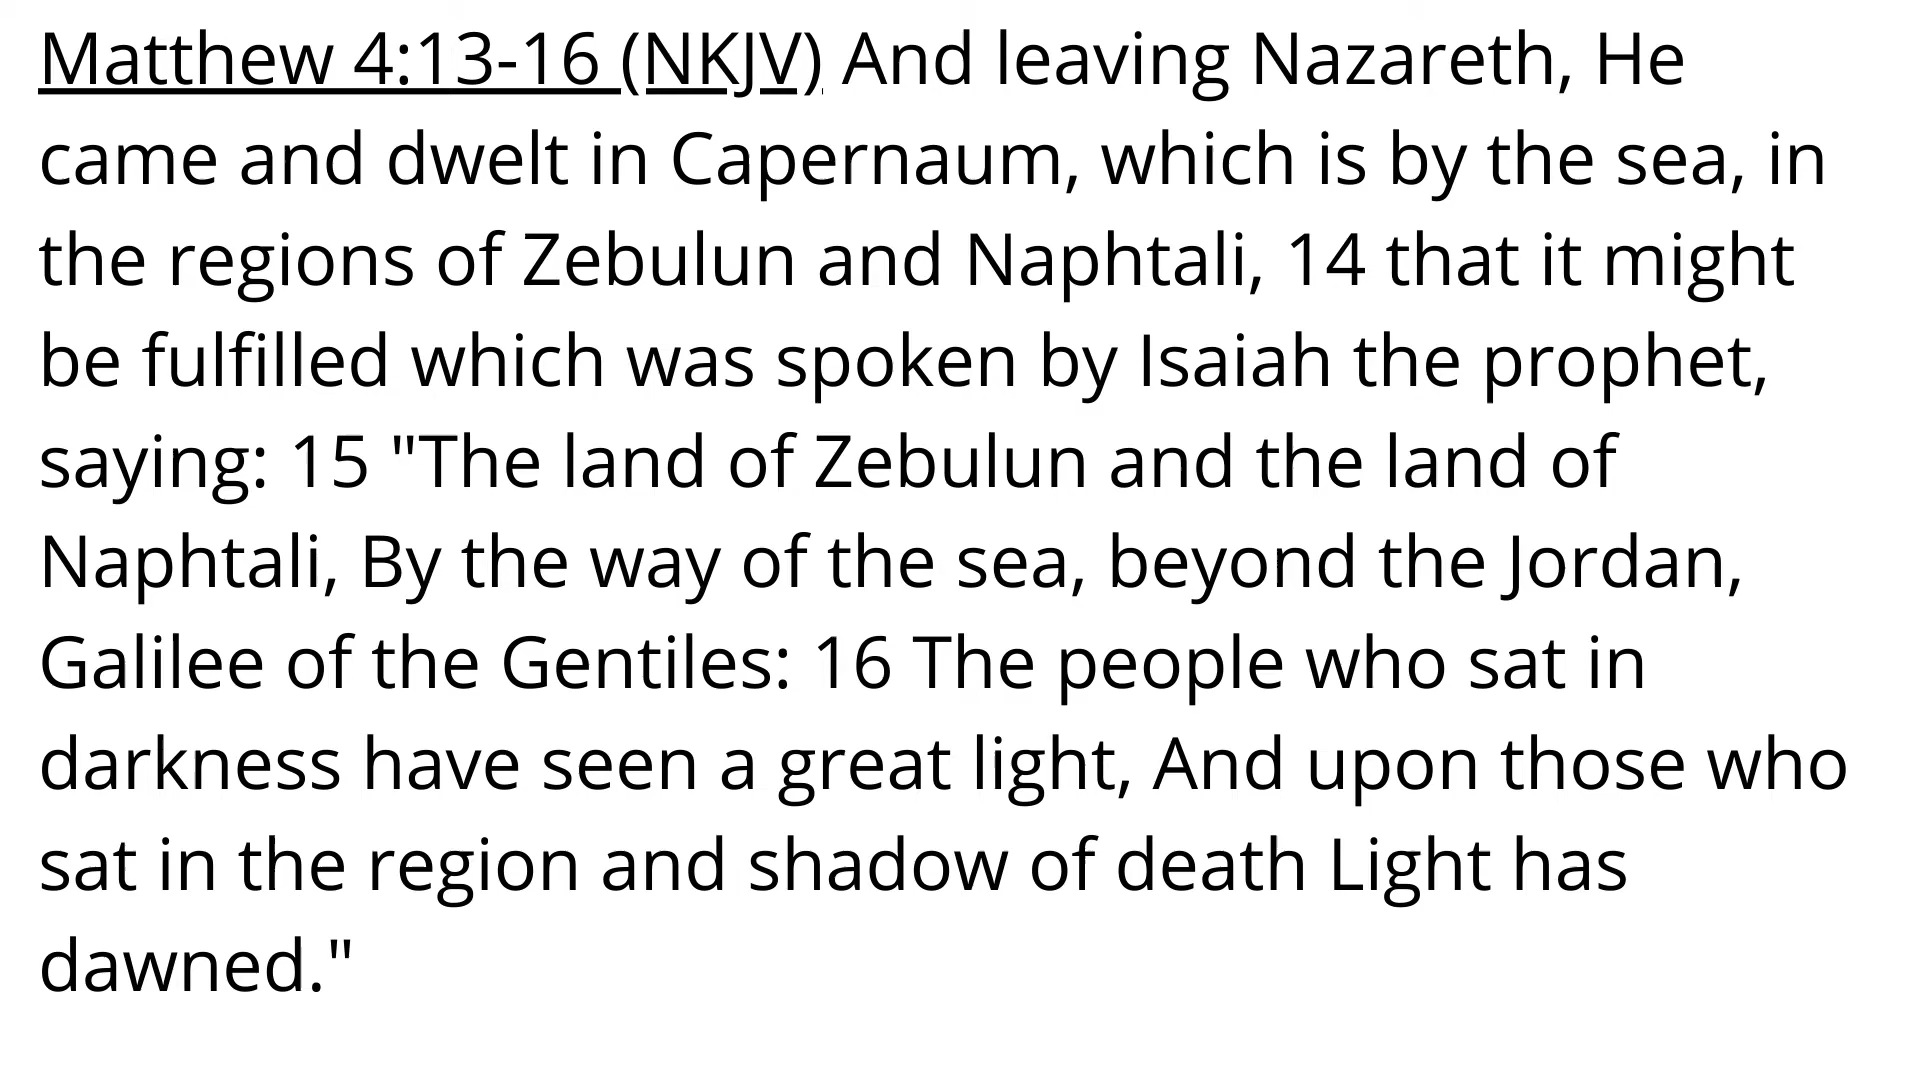 Matthew 4:13-16 (NKJV) And leaving Nazareth, He
came and dwelt in Capernaum, which is by the sea, in
the regions of Zebulun and Naphtali, 14 that it might
be fulfilled which was spoken by Isaiah the prophet,
saying: 15 "The land of Zebulun and the land of
Naphtali, By the way of the sea, beyond the Jordan,
Galilee of the Gentiles: 16 The people who sat in
darkness have seen a great light, And upon those who
sat in the region and shadow of death Light has
dawned."